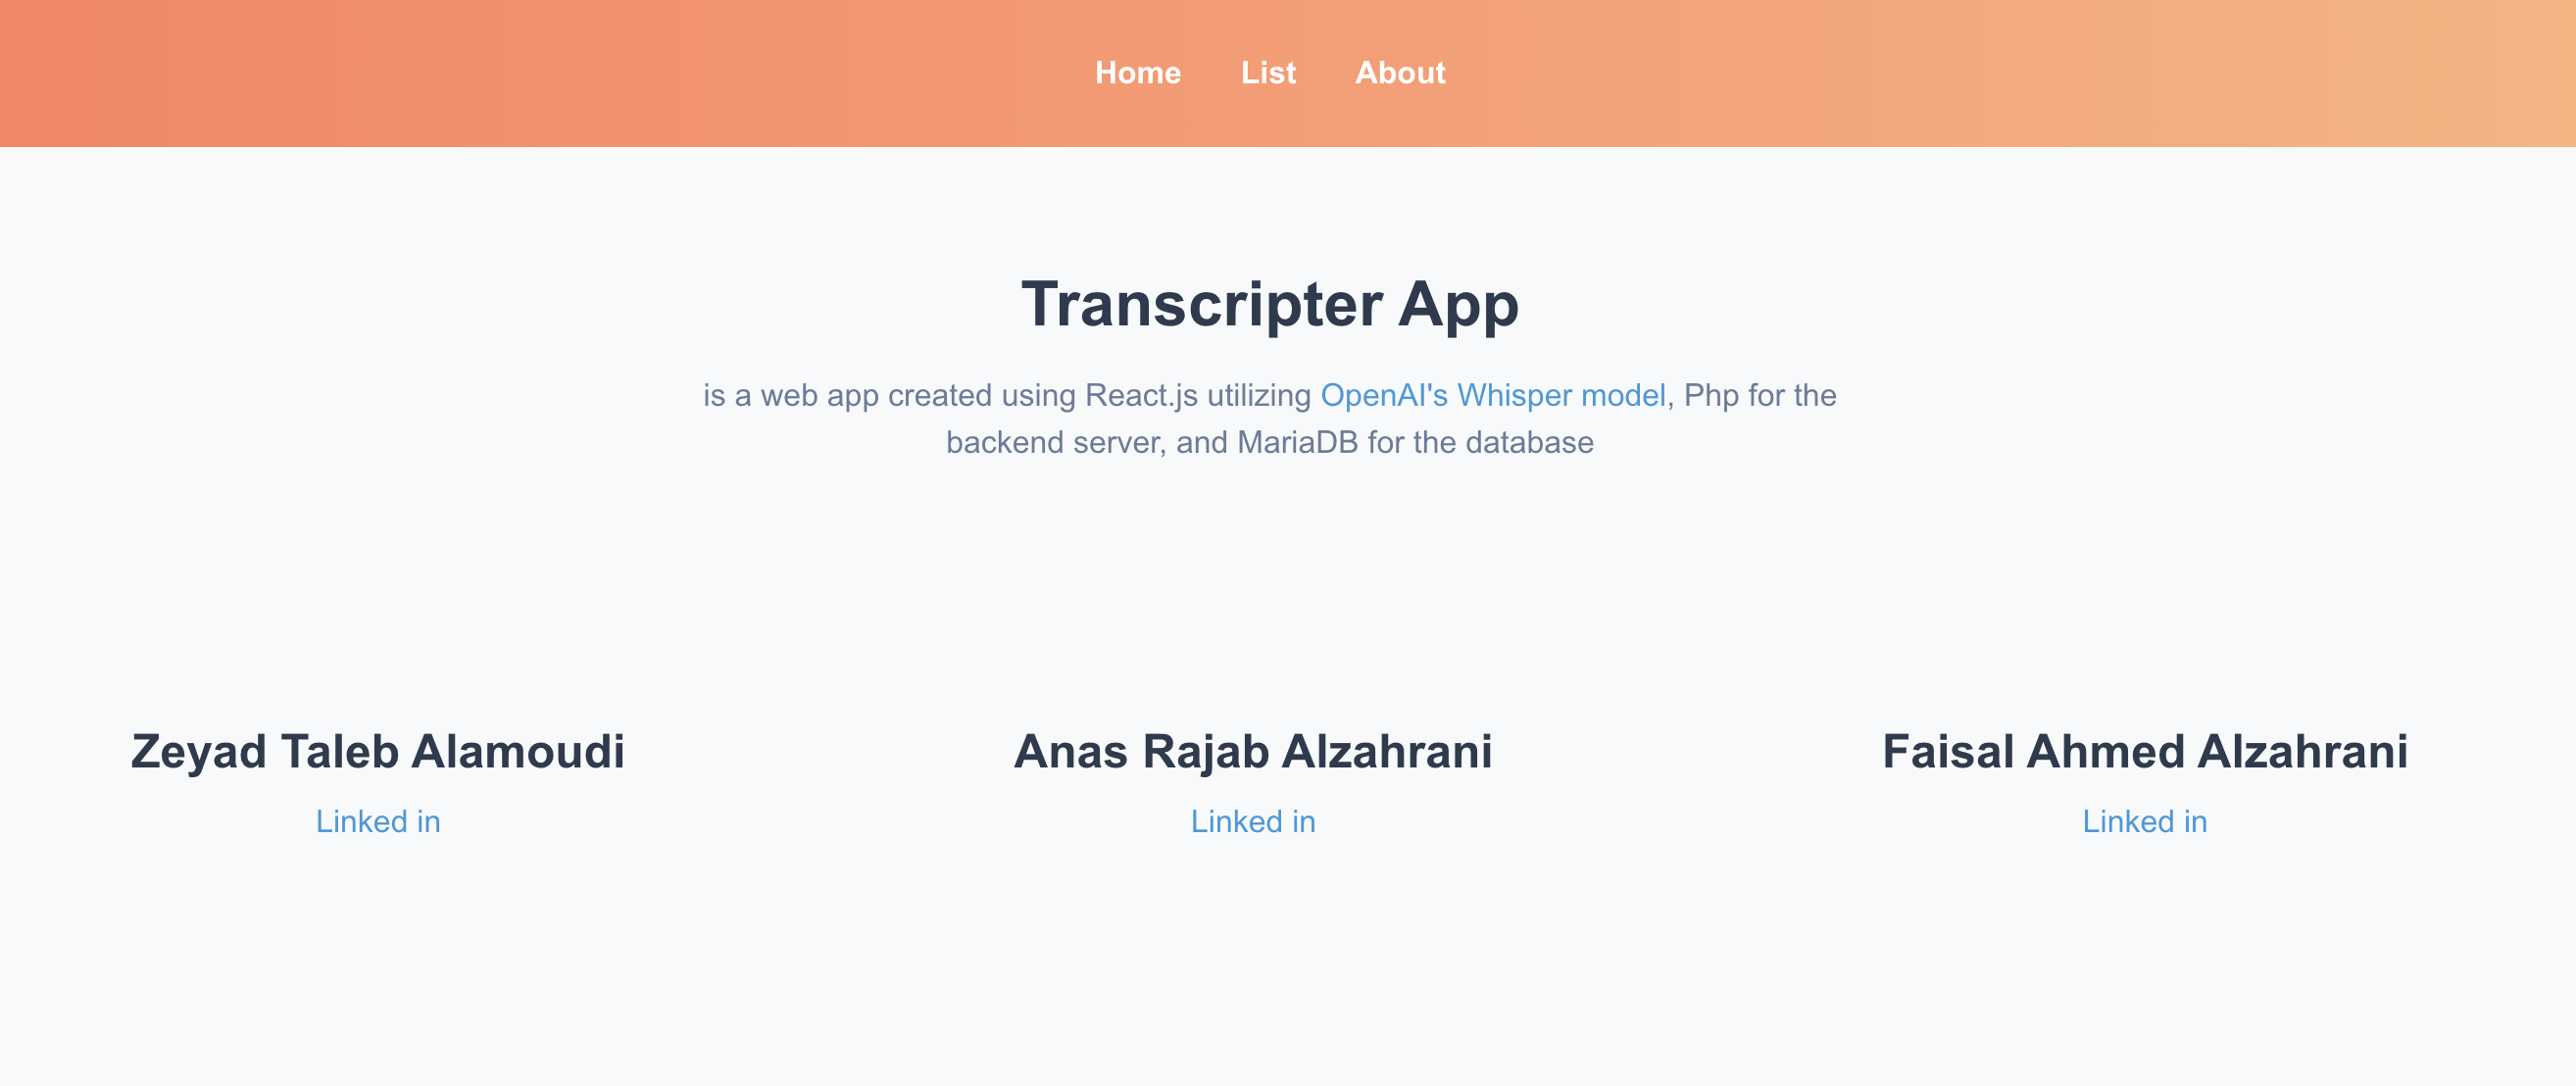 Home List About
Transcripter App
is a web app created using React.js utilizing OpenAI's Whisper model, Php for the
backend server, and MariaDB for the database
Zeyad Taleb Alamoudi
Linked in
Anas Rajab Alzahrani
Linked in
Faisal Ahmed Alzahrani
Linked in